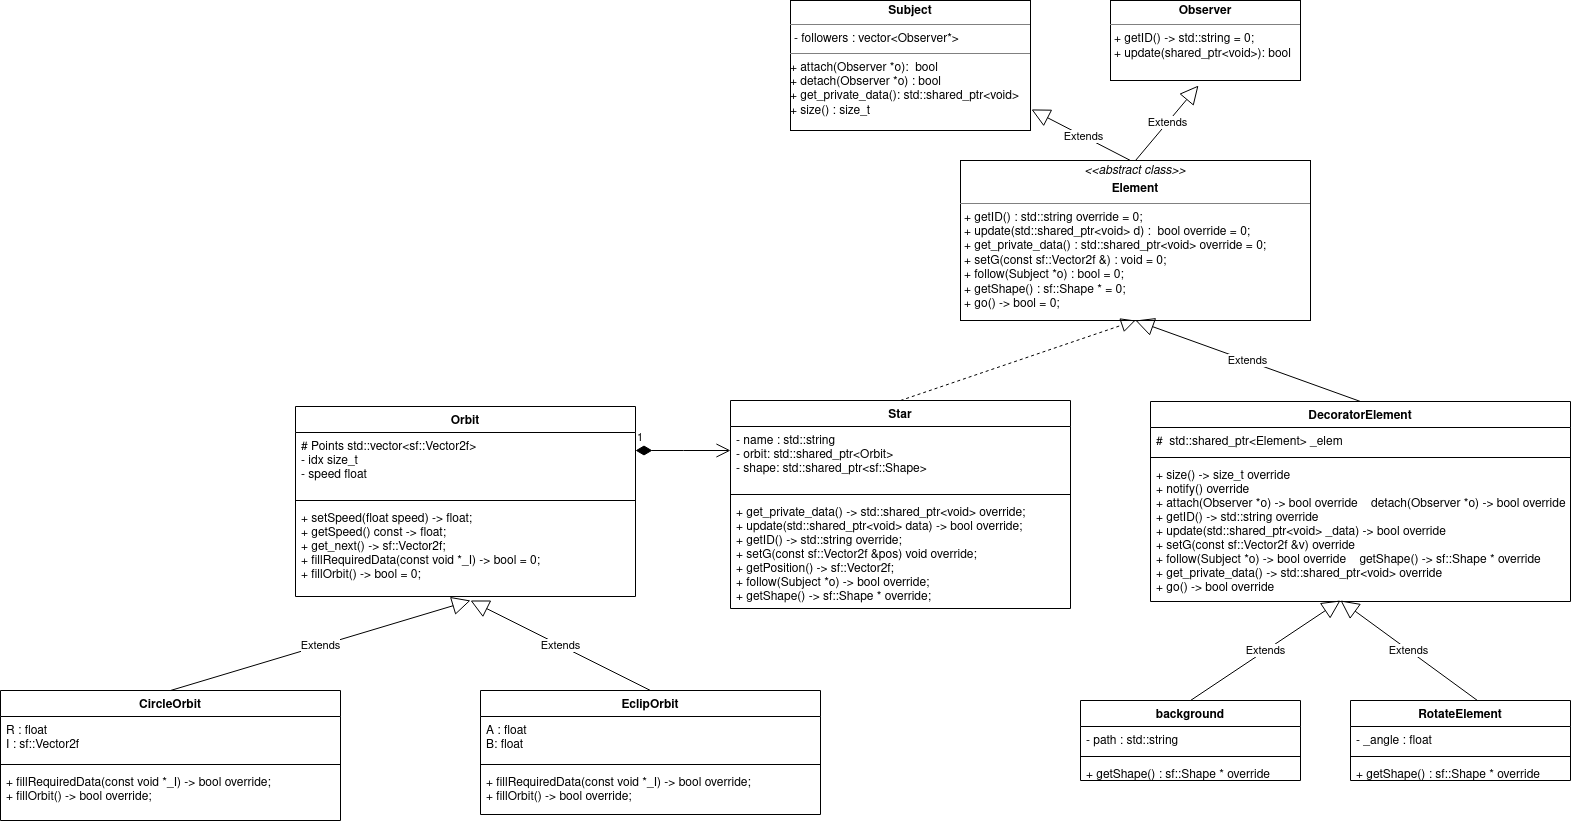 Subject
- followers : vector<Observer*>
+ attach(Observer *o):  bool
+ detach(Observer *o) : bool
+ get_private_data(): std::shared_ptr<void>
+ size() : size_t
Observer
+ getID() -> std::string = 0;
+ update(shared_ptr<void>): bool
Extends
Extends
<<abstract class>>
Element
+ getID() : std::string override = 0;
+ update(std::shared_ptr<void> d) :  bool override = 0;
+ get_private_data() : std::shared_ptr<void> override = 0;
+ setG(const sf::Vector2f &) : void = 0;
+ follow(Subject *o) : bool = 0;
+ getShape() : sf::Shape * = 0;
+ go() -> bool = 0;
Extends
Orbit
# Points std::vector<sf::Vector2f>
- idx size_t
- speed float
+ setSpeed(float speed) -> float;
+ getSpeed() const -> float;
+ get_next() -> sf::Vector2f;
+ fillRequiredData(const void *_I) -> bool = 0;
+ fillOrbit() -> bool = 0;
1
Star
- name : std::string
- orbit: std::shared_ptr<Orbit>
- shape: std::shared_ptr<sf::Shape>
+ get_private_data() -> std::shared_ptr<void> override;
+ update(std::shared_ptr<void> data) -> bool override;
+ getID() -> std::string override;
+ setG(const sf::Vector2f &pos) void override;
+ getPosition() -> sf::Vector2f;
+ follow(Subject *o) -> bool override;
+ getShape() -> sf::Shape * override;
DecoratorElement
#  std::shared_ptr<Element> _elem
+ size() -> size_t override
+ notify() override
+ attach(Observer *o) -> bool override    detach(Observer *o) -> bool override
+ getID() -> std::string override
+ update(std::shared_ptr<void> _data) -> bool override
+ setG(const sf::Vector2f &v) override
+ follow(Subject *o) -> bool override    getShape() -> sf::Shape * override
+ get_private_data() -> std::shared_ptr<void> override
+ go() -> bool override
Extends
Extends
Extends
Extends
CircleOrbit
R : float
I : sf::Vector2f
+ fillRequiredData(const void *_I) -> bool override;
+ fillOrbit() -> bool override;
EclipOrbit
A : float
B: float
+ fillRequiredData(const void *_I) -> bool override;
+ fillOrbit() -> bool override;
background
- path : std::string
+ getShape() : sf::Shape * override
RotateElement
- _angle : float
+ getShape() : sf::Shape * override